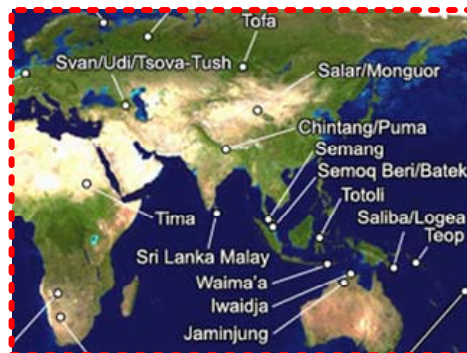 Tofa
Svan/Udi/Tsova-Tush
Salar/Monguor
Chintang/Puma
Semang
Semoq Beri/Batek
Totoli
Saliba/Logea
Teop
Tima
Sri Lanka Malay
Waima'a
Iwaidja
Jaminjung